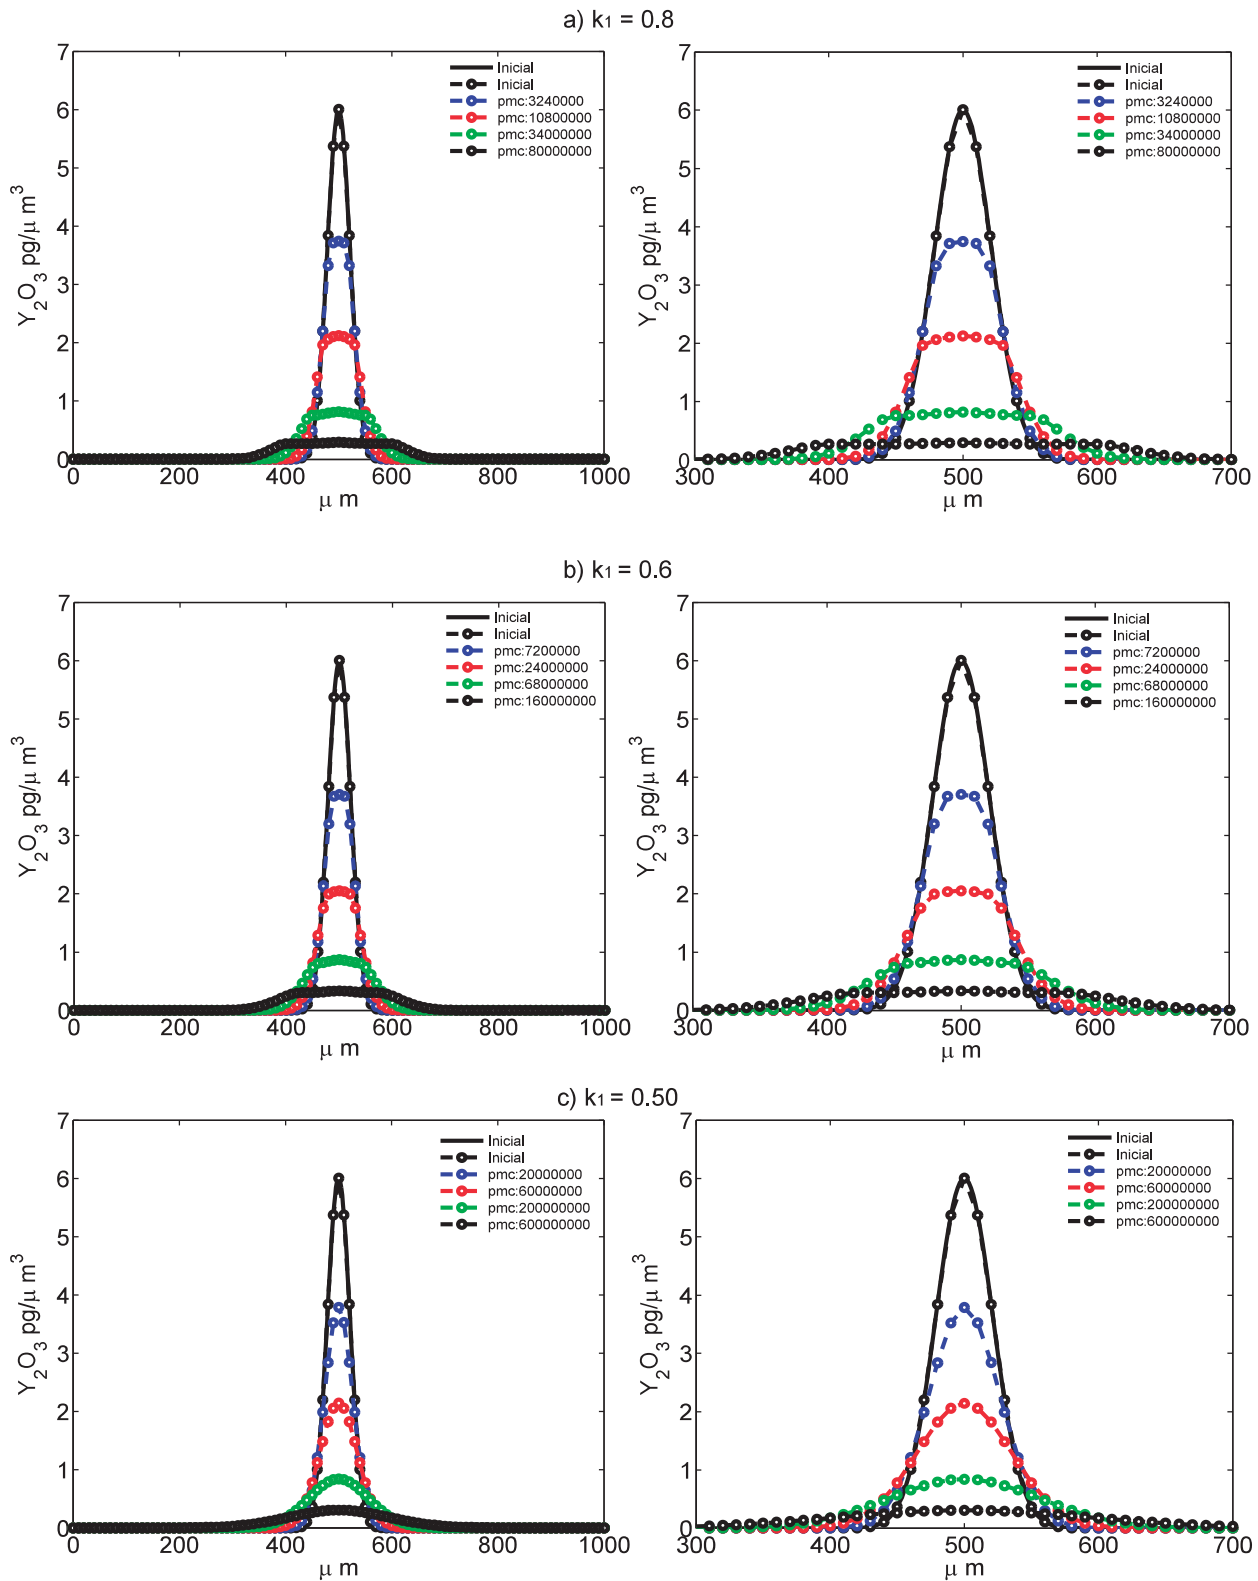 a) k₁ = 0.8
7
6
5
4
3
2
1
0
Y₂O₃ pg/μ m³
0 200 400 600 800 1000
μ m
Inicial
Inicial
pmc:3240000
pmc:10800000
pmc:34000000
pmc:80000000
7
6
5
4
3
2
1
0
Y₂O₃ pg/μ m³
300 400 500 600 700
μ m
Inicial
Inicial
pmc:3240000
pmc:10800000
pmc:34000000
pmc:80000000
b) k₁ = 0.6
7
6
5
4
3
2
1
0
Y₂O₃ pg/μ m³
0 200 400 600 800 1000
μ m
Inicial
Inicial
pmc:7200000
pmc:24000000
pmc:68000000
pmc:160000000
7
6
5
4
3
2
1
0
Y₂O₃ pg/μ m³
300 400 500 600 700
μ m
Inicial
Inicial
pmc:7200000
pmc:24000000
pmc:68000000
pmc:160000000
c) k₁ = 0.50
7
6
5
4
3
2
1
0
Y₂O₃ pg/μ m³
0 200 400 600 800 1000
μ m
Inicial
Inicial
pmc:20000000
pmc:60000000
pmc:200000000
pmc:600000000
7
6
5
4
3
2
1
0
Y₂O₃ pg/μ m³
300 400 500 600 700
μ m
Inicial
Inicial
pmc:20000000
pmc:60000000
pmc:200000000
pmc:600000000